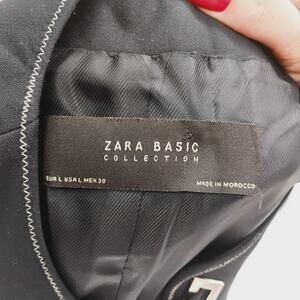 ZARA BASIC
COLLECTION
EUR L USA L MEX 30
MADE IN MOROCCO